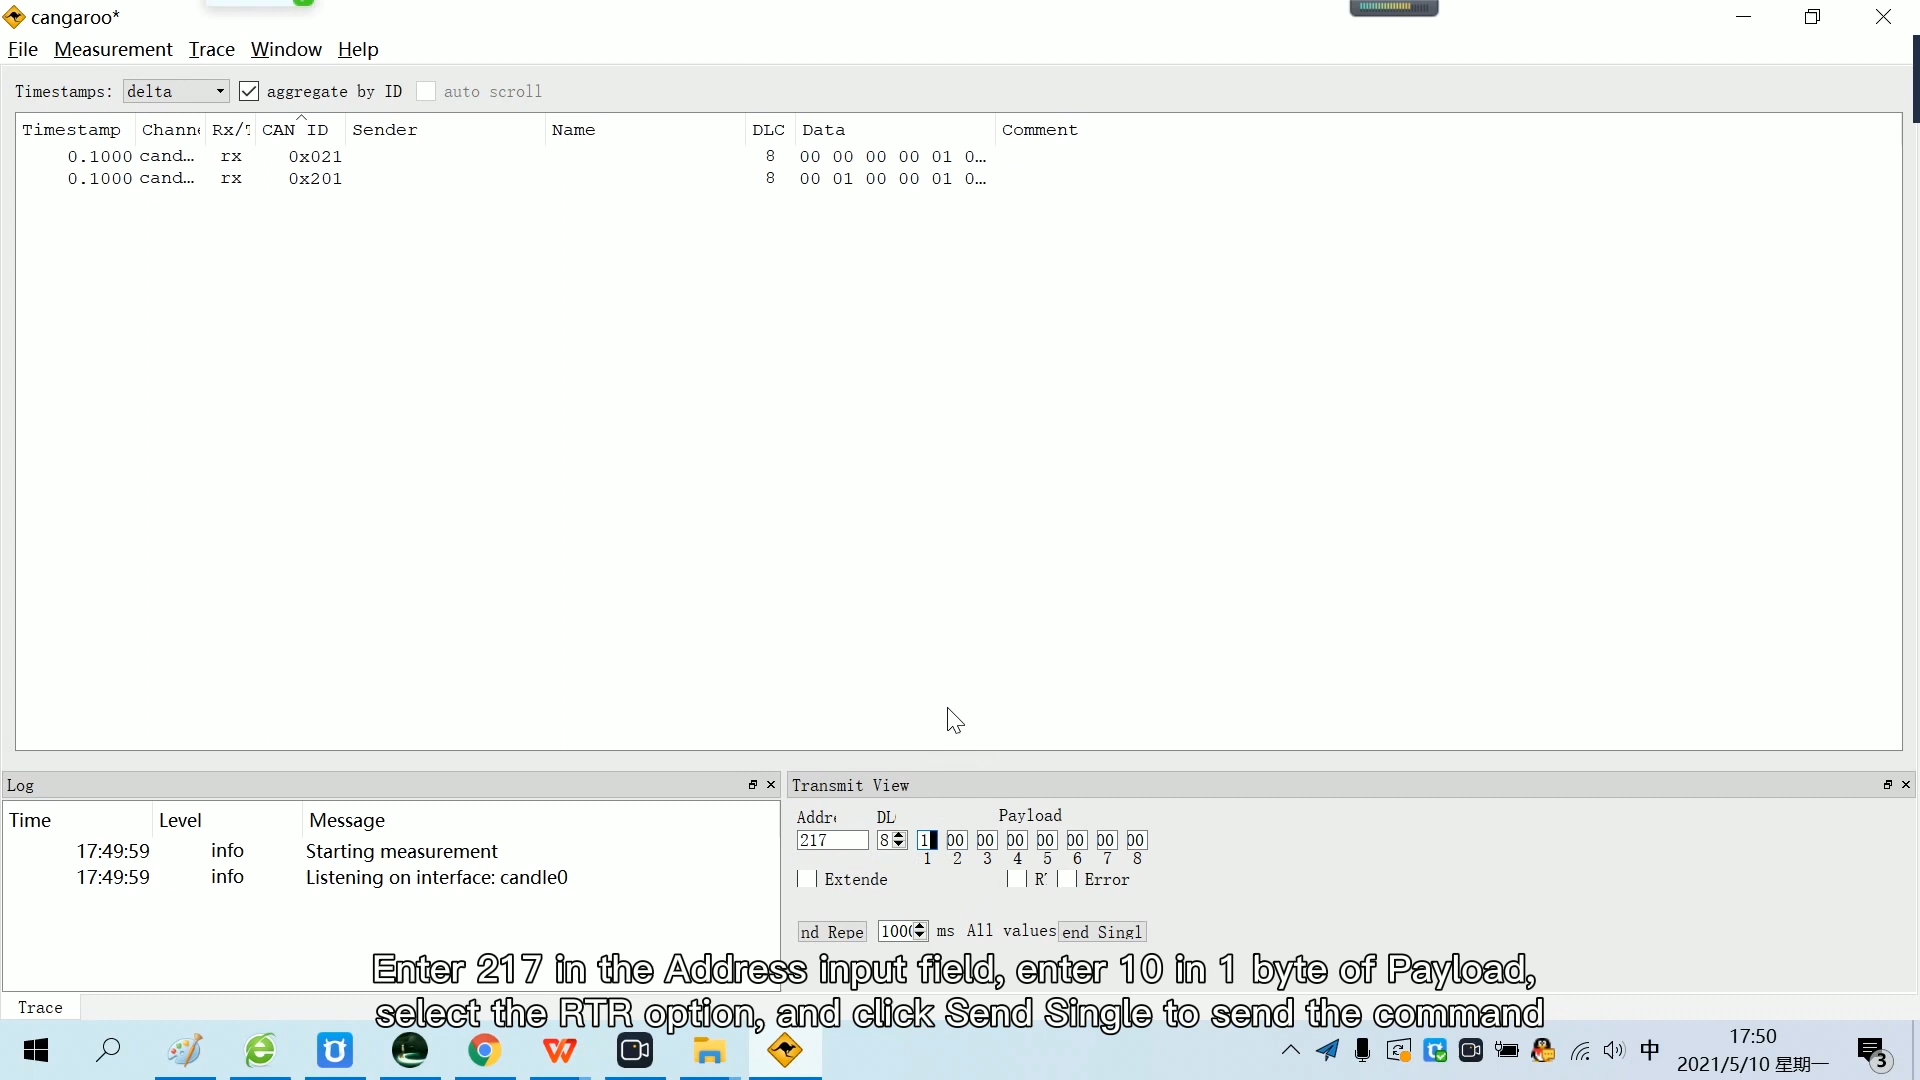 cangaroo*
File Measurement Trace Window Help
Timestamps: delta aggregate by ID auto scroll
Timestamp Channe Rx/T CAN ID Sender Name DLC Data Comment
0.1000 cand... rx 0x021 8 00 00 00 00 01 0...
0.1000 cand... rx 0x201 8 00 01 00 00 01 0...
Log
Time Level Message
17:49:59 info Starting measurement
17:49:59 info Listening on interface: candle0
Transmit View
Addre DL Payload
217 8 1 00 00 00 00 00 00 00
1 2 3 4 5 6 7 8
Extende R Error
nd Repe 100 ms All values end Singl
Trace
Enter 217 in the Address input field, enter 10 in 1 byte of Payload,
select the RTR option, and click Send Single to send the command
中
17:50
2021/5/10 星期一
3